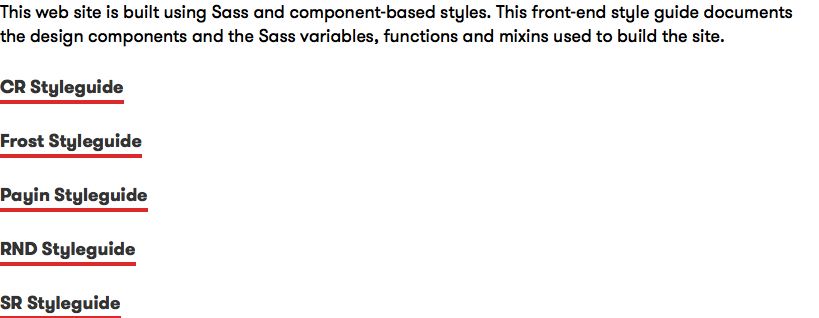 This web site is built using Sass and component-based styles. This front-end style guide documents
the design components and the Sass variables, functions and mixins used to build the site.
CR Styleguide
Frost Styleguide
Payin Styleguide
RND Styleguide
SR Styleguide